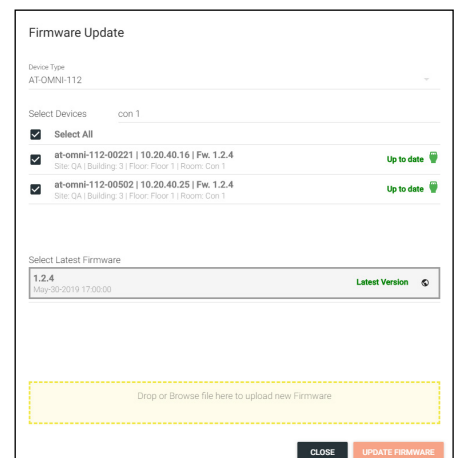 Firmware Update
Device Type
AT-OMNI-112
Select Devices con 1
Select All
at-omni-112-00221 | 10.20.40.16 | Fw. 1.2.4
Up to date
Site: QA | Building: 3 | Floor: Floor 1 | Room: Con 1
at-omni-112-00502 | 10.20.40.25 | Fw. 1.2.4
Up to date
Site: QA | Building: 3 | Floor: Floor 1 | Room: Con 1
Select Latest Firmware
1.2.4
Latest Version
May-30-2019 17:00:00
Drop or Browse file here to upload new Firmware
CLOSE UPDATE FIRMWARE